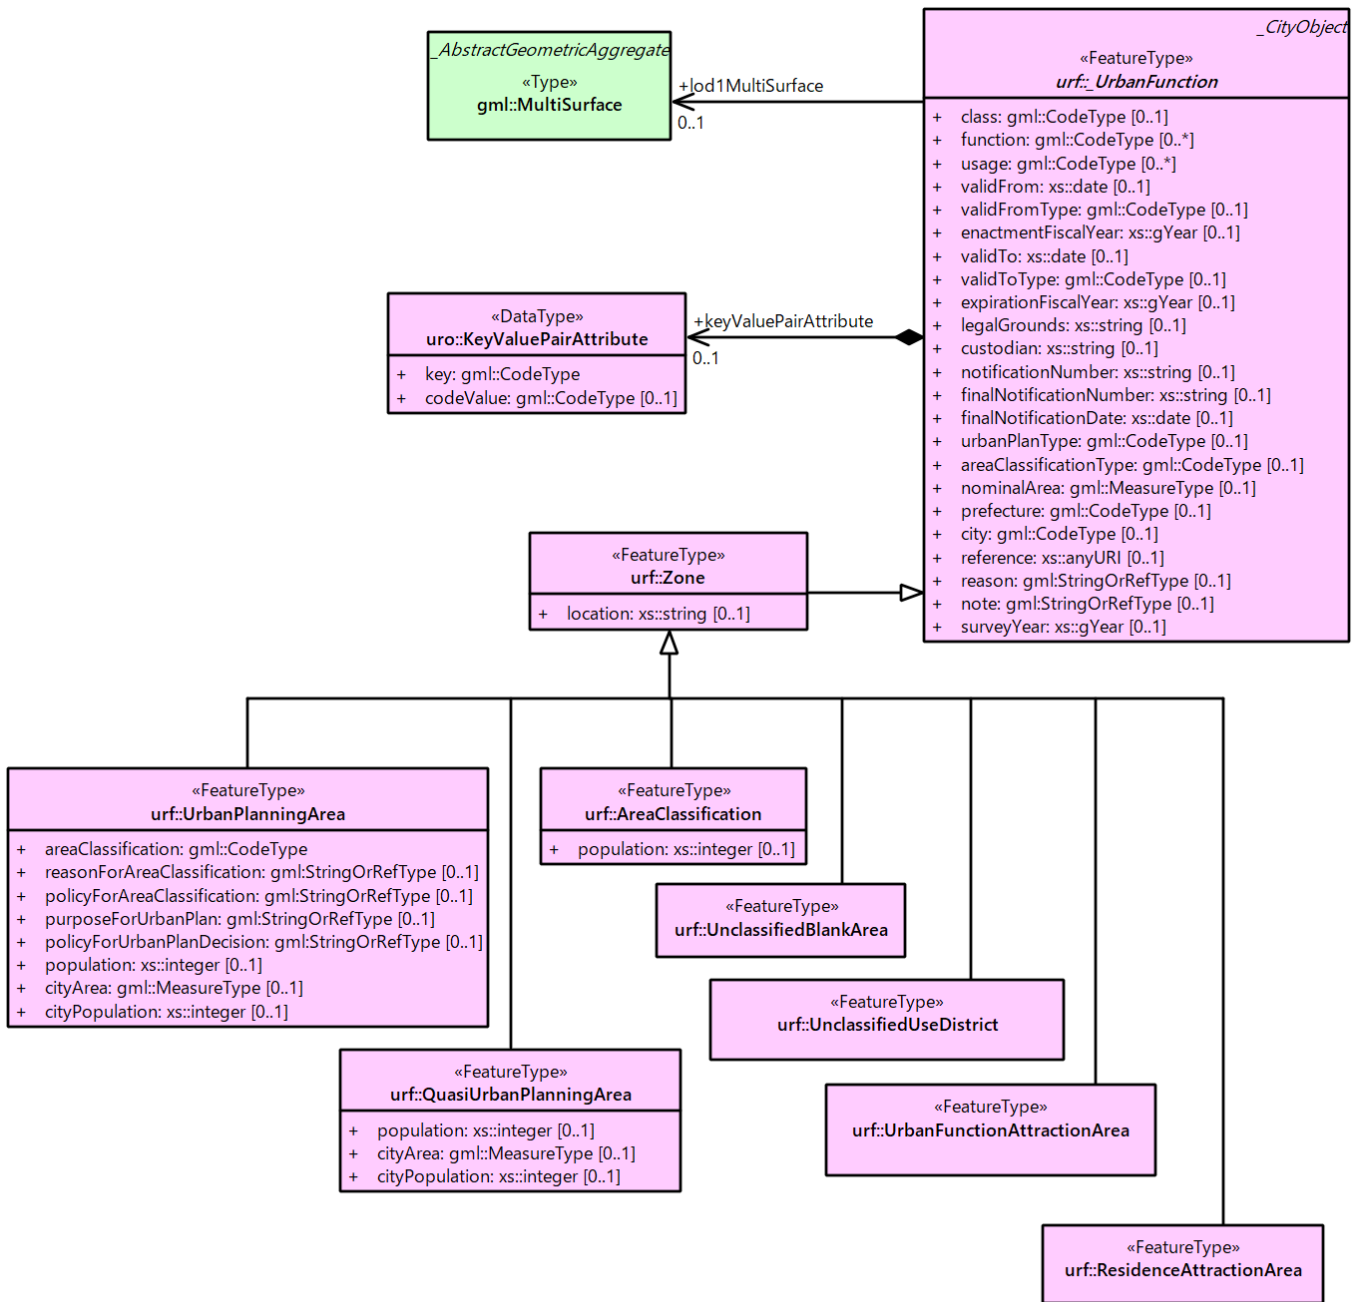 _AbstractGeometricAggregate
«Type»
gml::MultiSurface
+lod1MultiSurface
0..1
_CityObject
«FeatureType»
urf::_UrbanFunction
+ class: gml::CodeType [0..1]
+ function: gml::CodeType [0..*]
+ usage: gml::CodeType [0..*]
+ validFrom: xs::date [0..1]
+ validFromType: gml::CodeType [0..1]
+ enactmentFiscalYear: xs::gYear [0..1]
+ validTo: xs::date [0..1]
+ validToType: gml::CodeType [0..1]
+ expirationFiscalYear: xs::gYear [0..1]
+ legalGrounds: xs::string [0..1]
+ custodian: xs::string [0..1]
+ notificationNumber: xs::string [0..1]
+ finalNotificationNumber: xs::string [0..1]
+ finalNotificationDate: xs::date [0..1]
+ urbanPlanType: gml::CodeType [0..1]
+ areaClassificationType: gml::CodeType [0..1]
+ nominalArea: gml::MeasureType [0..1]
+ prefecture: gml::CodeType [0..1]
+ city: gml::CodeType [0..1]
+ reference: xs::anyURI [0..1]
+ reason: gml:StringOrRefType [0..1]
+ note: gml:StringOrRefType [0..1]
+ surveyYear: xs::gYear [0..1]
«DataType»
uro::KeyValuePairAttribute
+ key: gml::CodeType
+ codeValue: gml::CodeType [0..1]
+keyValuePairAttribute
0..1
«FeatureType»
urf::Zone
+ location: xs::string [0..1]
«FeatureType»
urf::UrbanPlanningArea
+ areaClassification: gml::CodeType
+ reasonForAreaClassification: gml:StringOrRefType [0..1]
+ policyForAreaClassification: gml:StringOrRefType [0..1]
+ purposeForUrbanPlan: gml:StringOrRefType [0..1]
+ policyForUrbanPlanDecision: gml:StringOrRefType [0..1]
+ population: xs::integer [0..1]
+ cityArea: gml::MeasureType [0..1]
+ cityPopulation: xs::integer [0..1]
«FeatureType»
urf::AreaClassification
+ population: xs::integer [0..1]
«FeatureType»
urf::UnclassifiedBlankArea
«FeatureType»
urf::UnclassifiedUseDistrict
«FeatureType»
urf::QuasiUrbanPlanningArea
+ population: xs::integer [0..1]
+ cityArea: gml::MeasureType [0..1]
+ cityPopulation: xs::integer [0..1]
«FeatureType»
urf::UrbanFunctionAttractionArea
«FeatureType»
urf::ResidenceAttractionArea